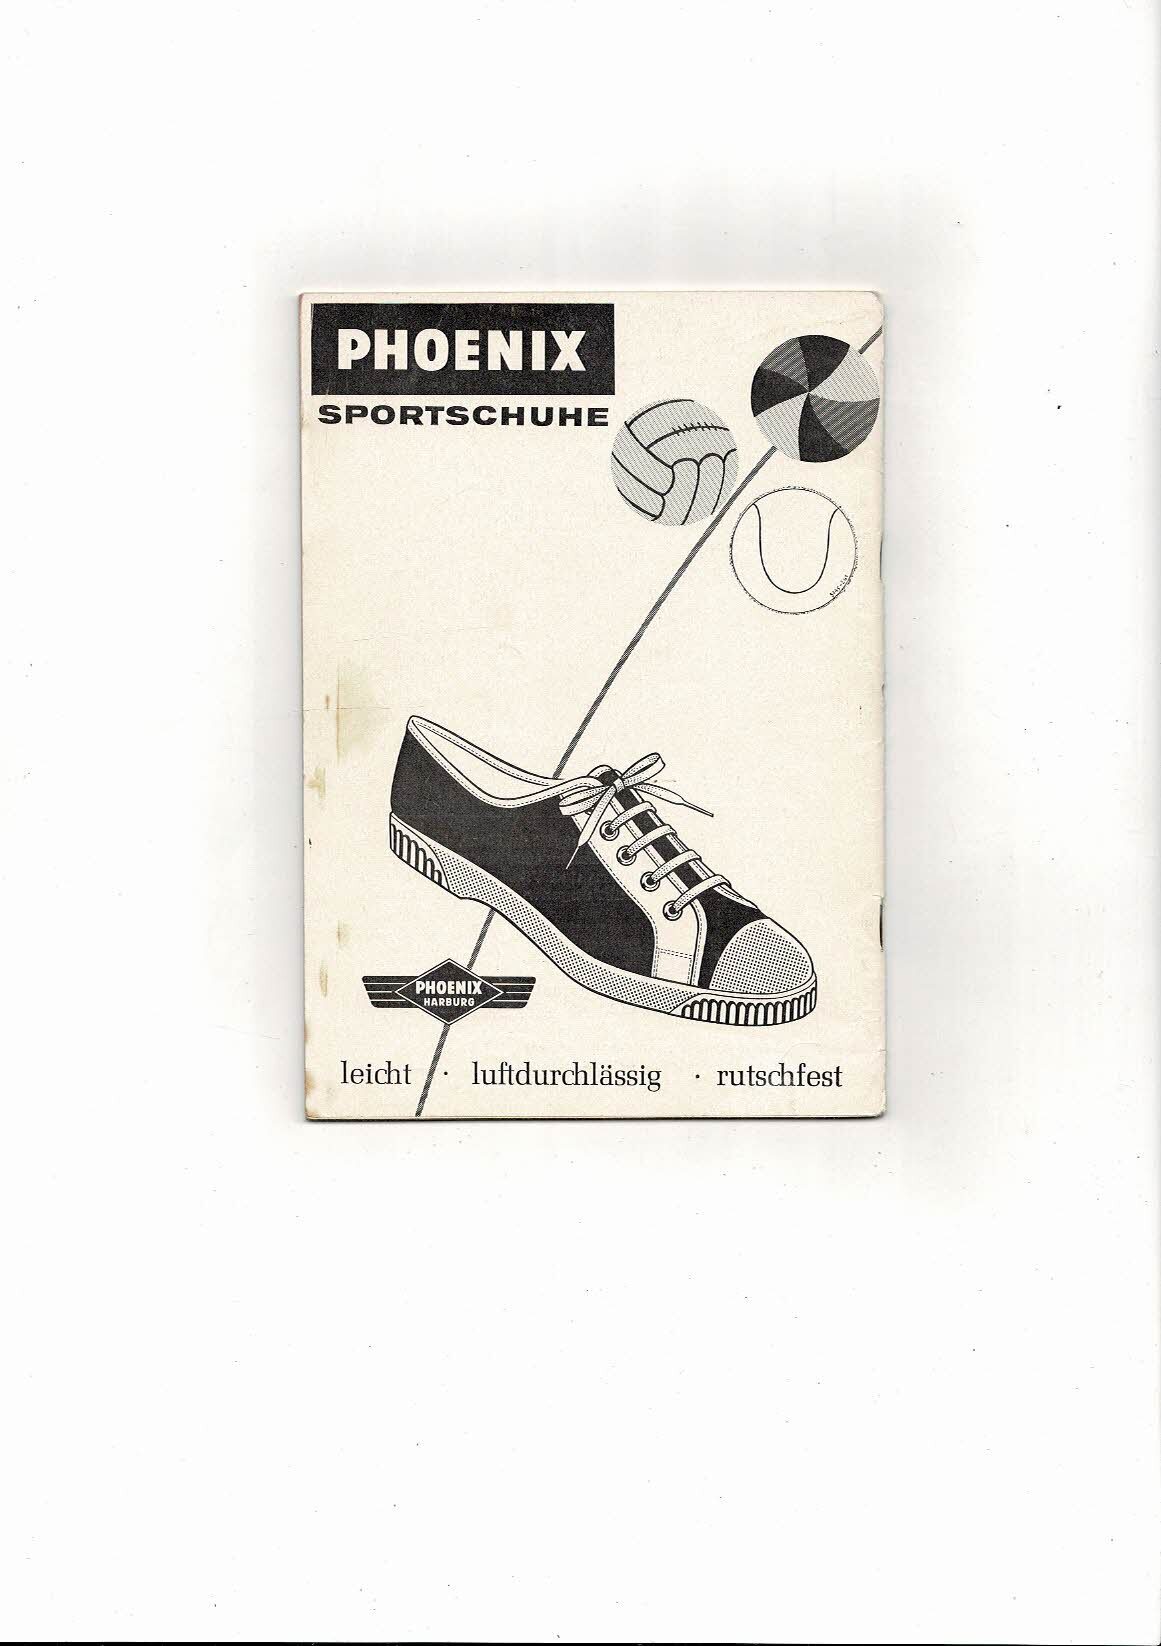 PHOENIX
SPORTSCHUHE
PHOENIX
HARBURG
leicht · luftdurchlässig · rutschfest